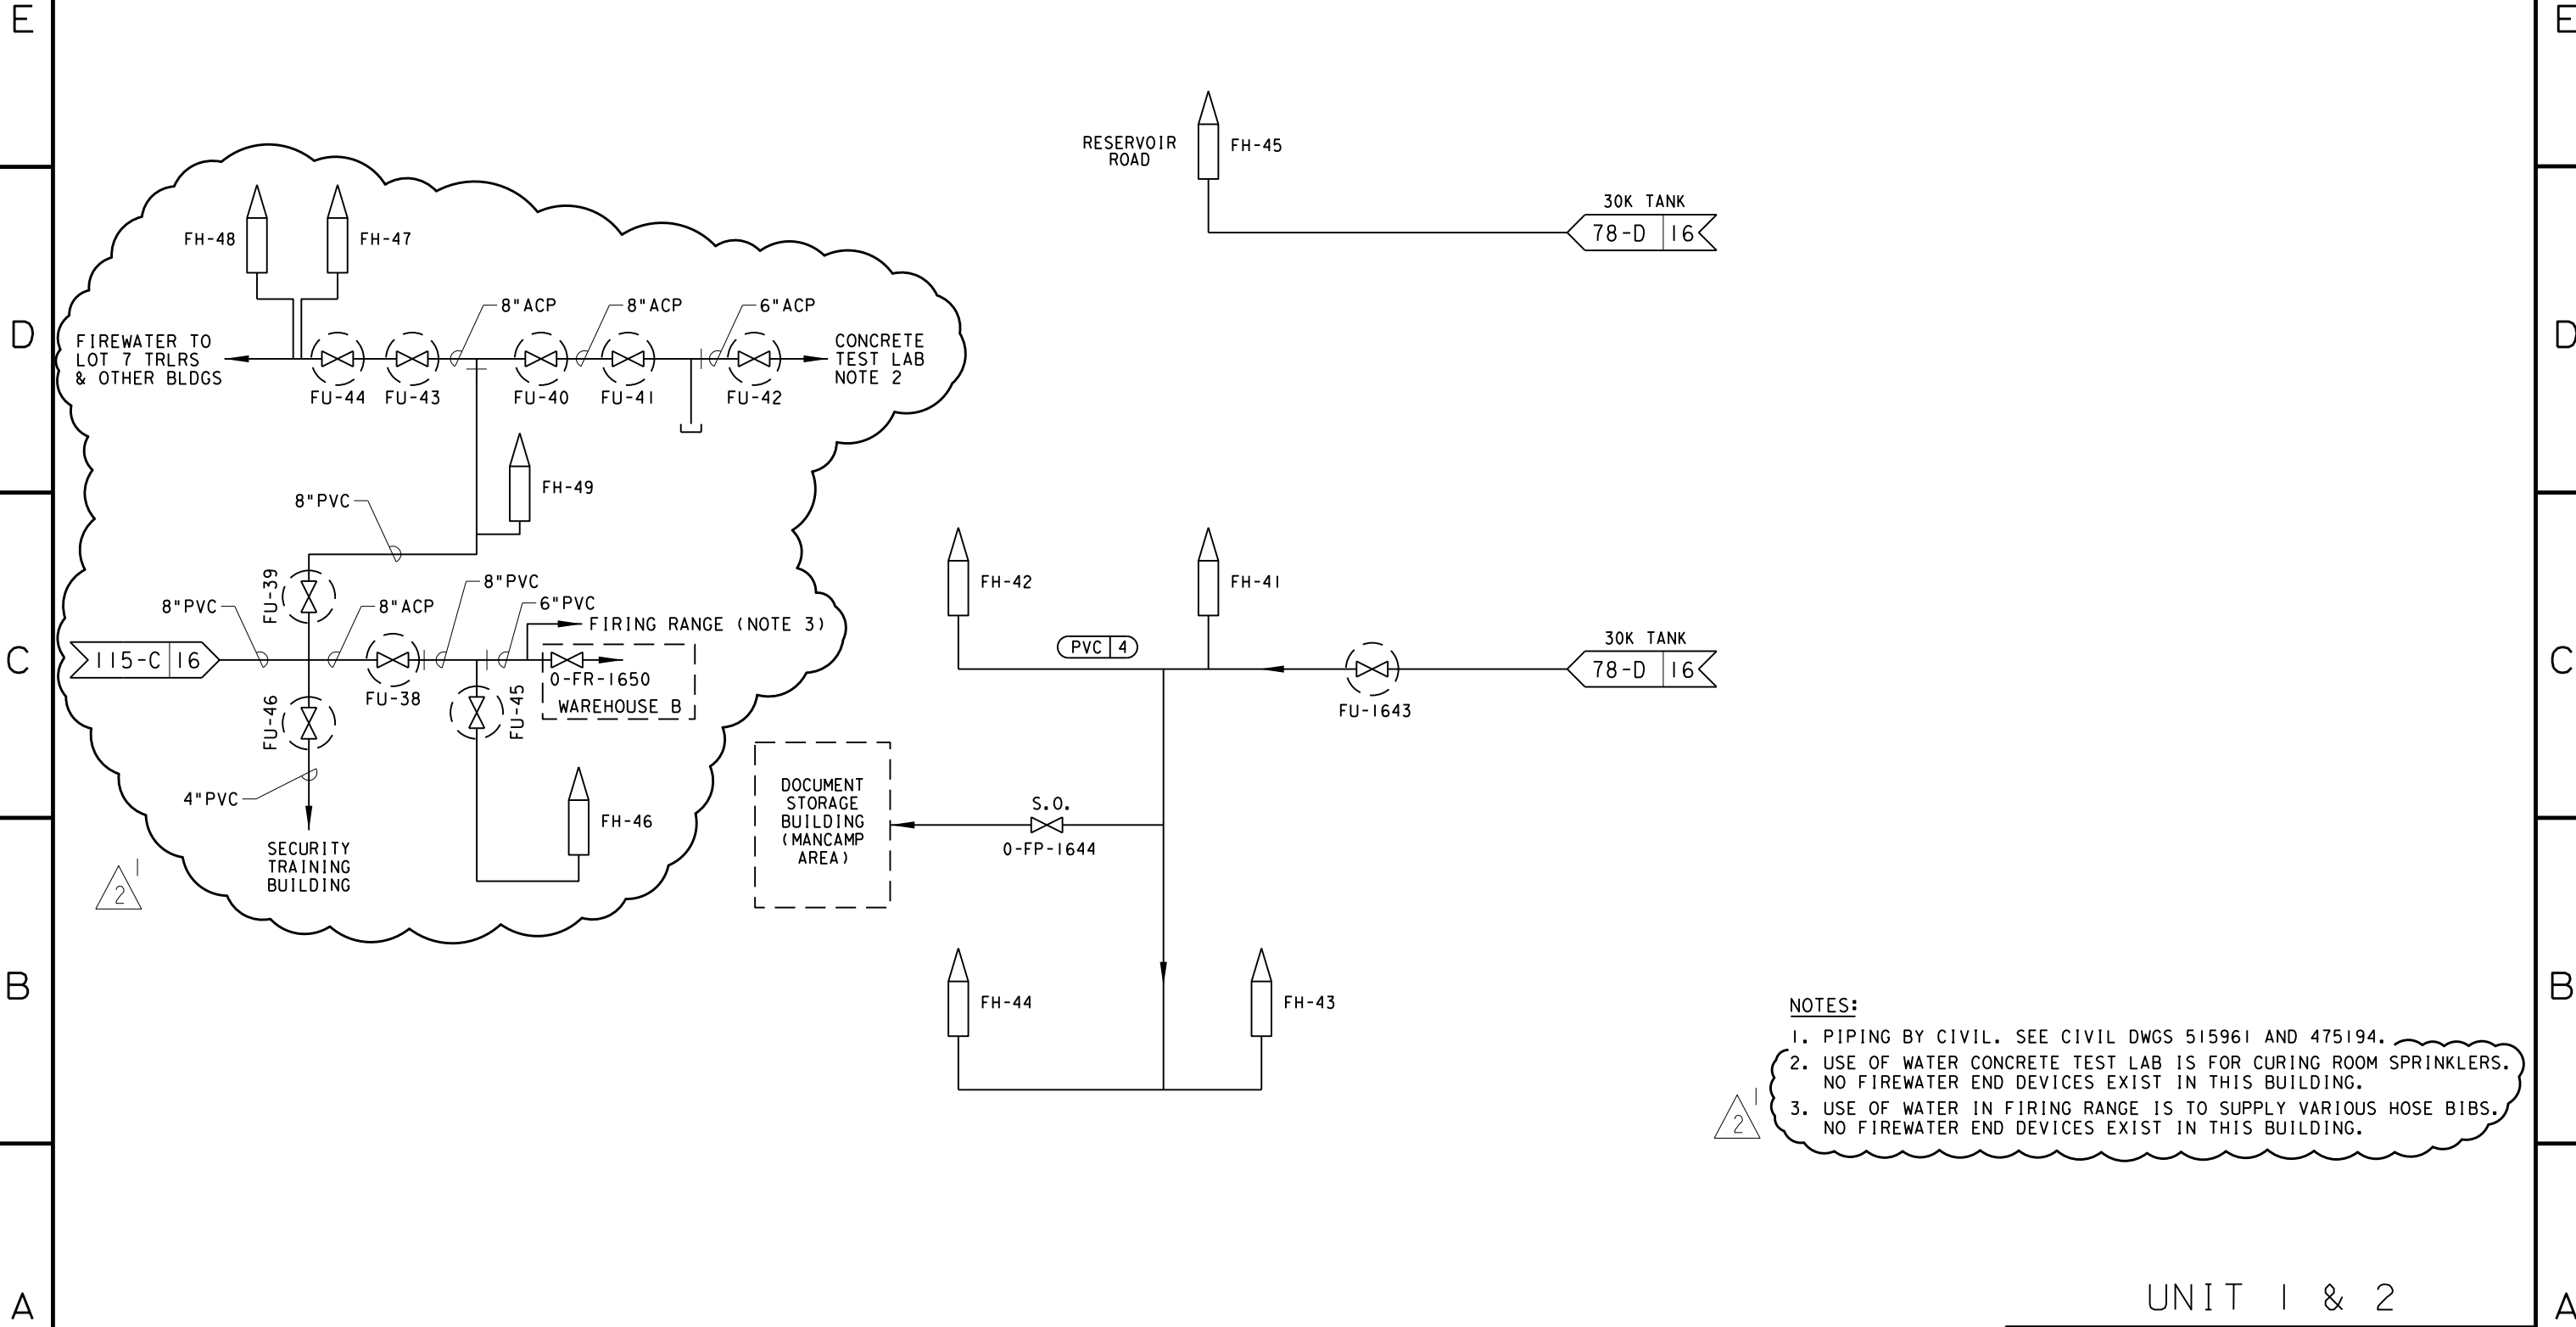 E
E
RESERVOIR
ROAD
FH-45
30K TANK
78-D 16
FH-48
FH-47
8"ACP
8"ACP
6"ACP
D
D
FIREWATER TO
LOT 7 TRLRS
& OTHER BLDGS
CONCRETE
TEST LAB
NOTE 2
FU-44
FU-43
FU-40
FU-41
FU-42
FH-49
8"PVC
FU-39
8"PVC
8"ACP
8"PVC
6"PVC
FIRING RANGE (NOTE 3)
FH-42
FH-41
PVC 4
30K TANK
78-D 16
C
C
115-C 16
FU-38
0-FR-1650
WAREHOUSE B
FU-46
FU-45
FU-1643
4"PVC
FH-46
SECURITY
TRAINING
BUILDING
2
1
DOCUMENT
STORAGE
BUILDING
(MANCAMP
AREA)
S.O.
0-FP-1644
B
B
FH-44
FH-43
NOTES:
1. PIPING BY CIVIL. SEE CIVIL DWGS 515961 AND 475194.
2. USE OF WATER CONCRETE TEST LAB IS FOR CURING ROOM SPRINKLERS.
NO FIREWATER END DEVICES EXIST IN THIS BUILDING.
3. USE OF WATER IN FIRING RANGE IS TO SUPPLY VARIOUS HOSE BIBS.
NO FIREWATER END DEVICES EXIST IN THIS BUILDING.
2
1
A
A
UNIT 1 & 2